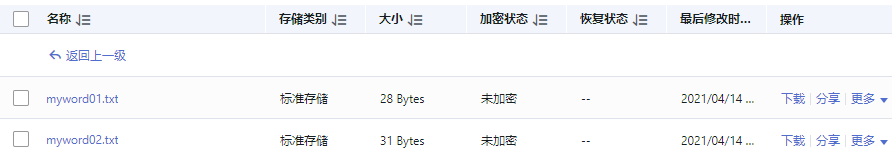 名称 存储类别 大小 加密状态 恢复状态 最后修改时... 操作
返回上一级
myword01.txt 标准存储 28 Bytes 未加密 -- 2021/04/14 ... 下载 分享 更多
myword02.txt 标准存储 31 Bytes 未加密 -- 2021/04/14 ... 下载 分享 更多